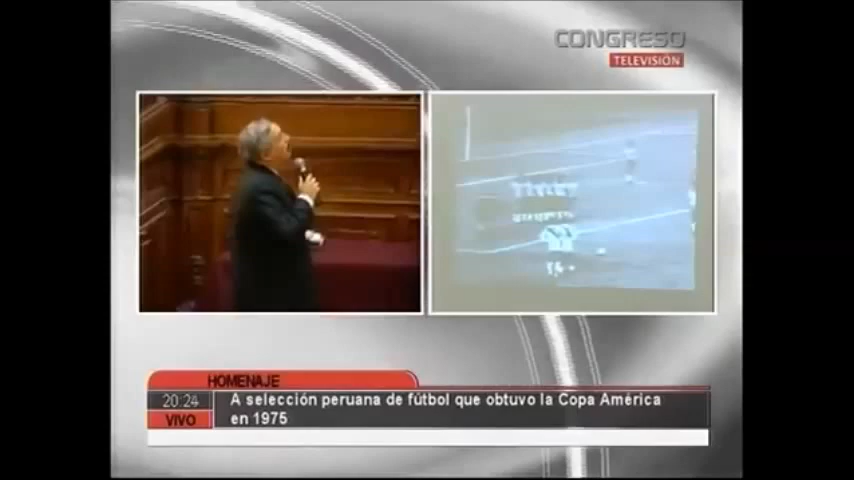 CONGRESO
TELEVISIÓN
HOMENAJE
20:24
A selección peruana de fútbol que obtuvo la Copa América
VIVO
en 1975